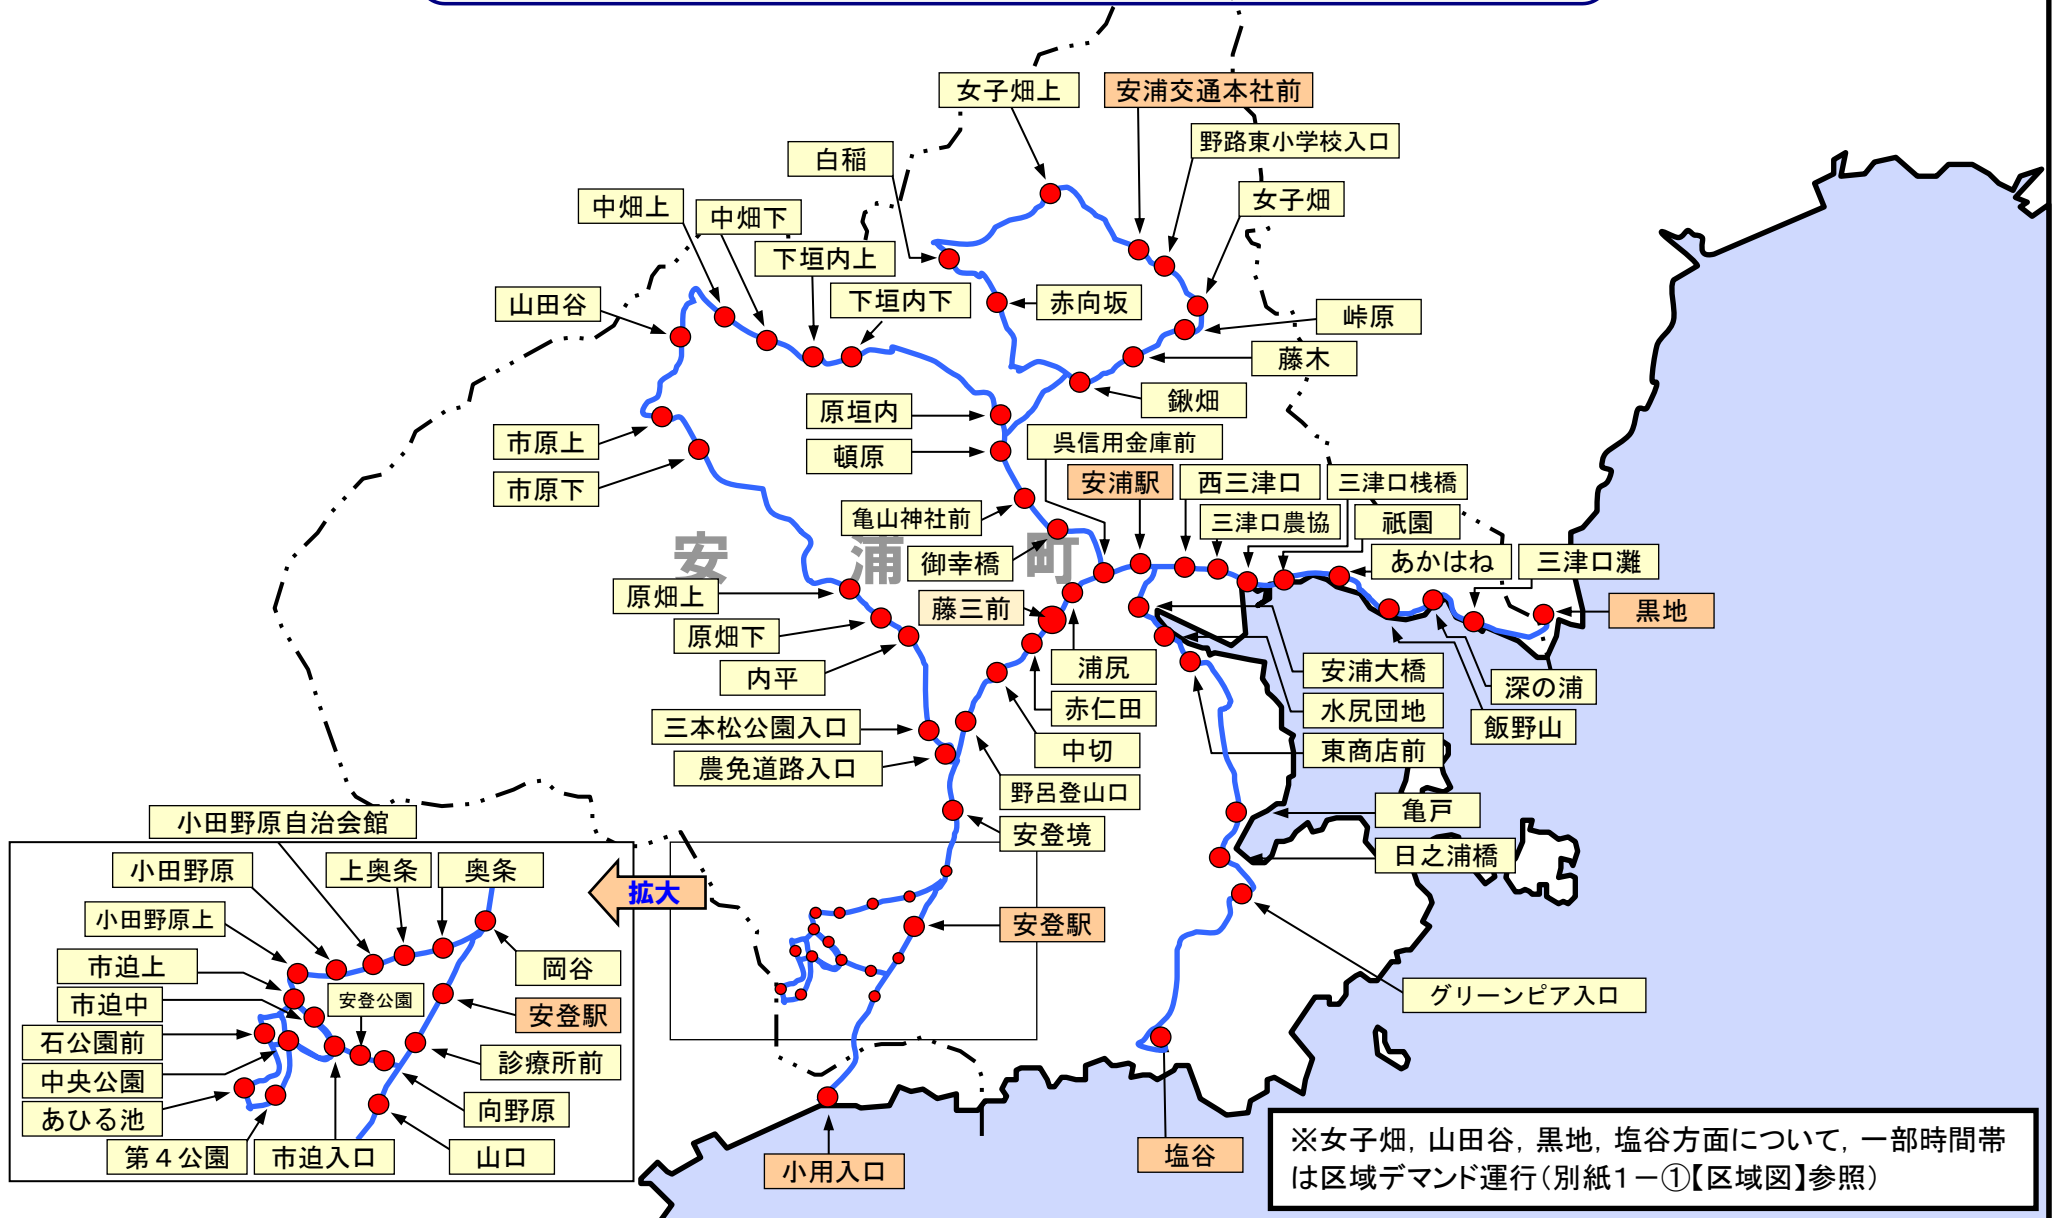 女子畑上
安浦交通本社前
野路東小学校入口
白稲
女子畑
中畑上
中畑下
下垣内上
下垣内下
山田谷
赤向坂
峠原
藤木
鍬畑
原垣内
市原上
頓原
呉信用金庫前
市原下
安浦駅
西三津口
三津口桟橋
亀山神社前
三津口農協
祇園
安浦町
御幸橋
あかはね
三津口灘
原畑上
藤三前
黒地
原畑下
内平
浦尻
安浦大橋
深の浦
赤仁田
水尻団地
飯野山
三本松公園入口
中切
東商店前
農免道路入口
野呂登山口
亀戸
小田野原自治会館
安登境
日之浦橋
小田野原
上奥条
奥条
拡大
小田野原上
安登駅
市迫上
岡谷
市迫中
安登公園
安登駅
グリーンピア入口
石公園前
診療所前
中央公園
あひる池
向野原
第4公園
市迫入口
山口
小用入口
塩谷
※女子畑,山田谷,黒地,塩谷方面について,一部時間帯
は区域デマンド運行(別紙1-①【区域図】参照)